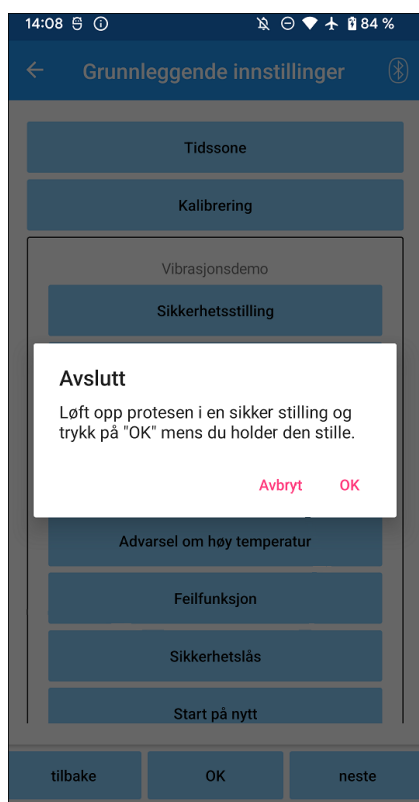 14:08 84 %
Grunnleggende innstillinger
Tidssone
Kalibrering
Vibrasjonsdemo
Sikkerhetsstilling
Avslutt
Løft opp protesen i en sikker stilling og
trykk på "OK" mens du holder den stille.
Avbryt OK
Advarsel om høy temperatur
Feilfunksjon
Sikkerhetslås
Start på nytt
tilbake OK neste